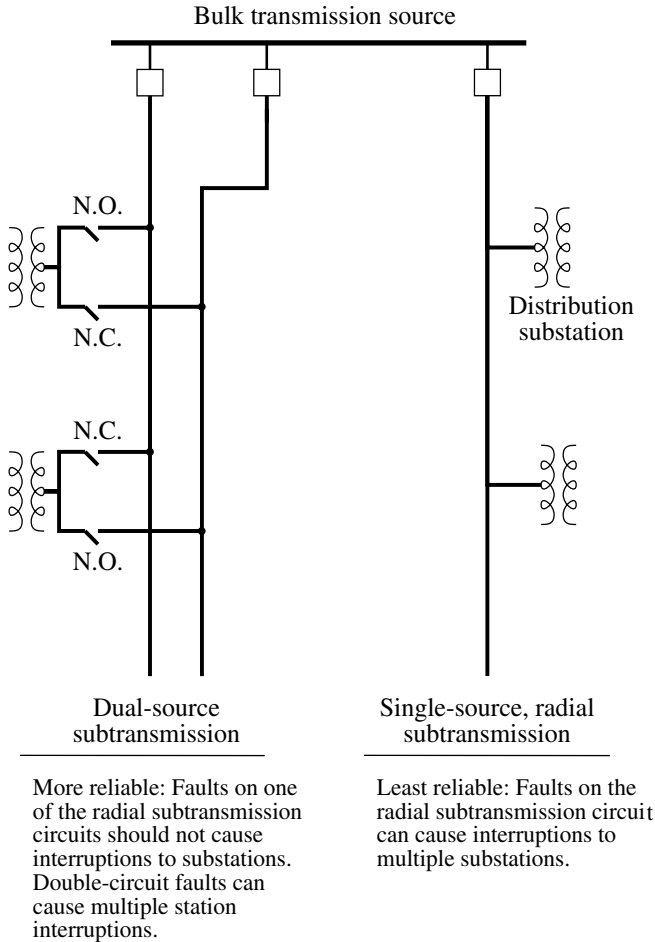 Bulk transmission source
N.O.
N.C.
Distribution
substation
N.C.
N.O.
Dual-source
subtransmission
More reliable: Faults on one
of the radial subtransmission
circuits should not cause
interruptions to substations.
Double-circuit faults can
cause multiple station
interruptions.
Single-source, radial
subtransmission
Least reliable: Faults on the
radial subtransmission circuit
can cause interruptions to
multiple substations.